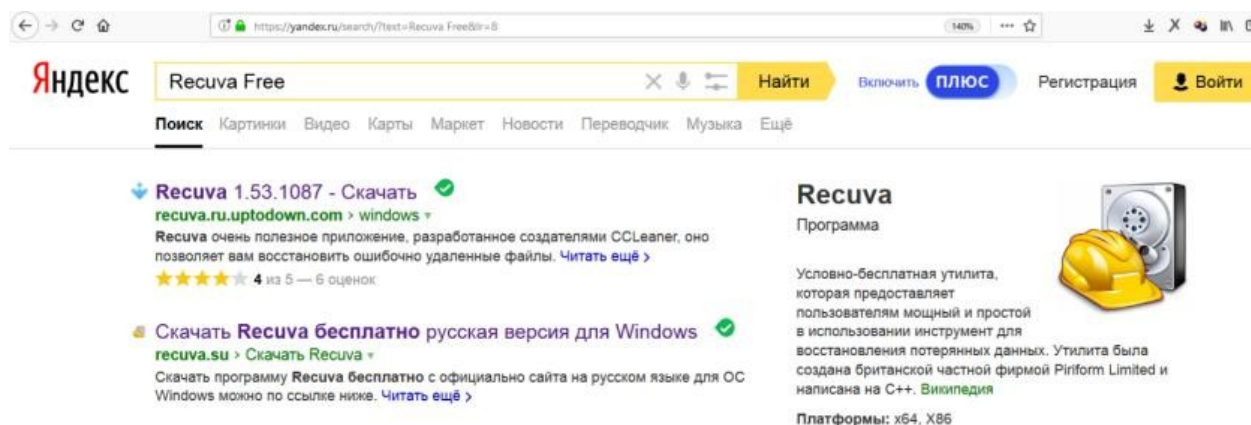 https://yandex.ru/search/?text=Recuva Free&lr=8
140%
Яндекс
Recuva Free
Найти
Включить ПЛЮС
Регистрация
Войти
Поиск Картинки Видео Карты Маркет Новости Переводчик Музыка Ещё
Recuva 1.53.1087 - Скачать
recuva.ru.uptodown.com › windows
Recuva очень полезное приложение, разработанное создателями CCLeaner, оно
позволяет вам восстановить ошибочно удаленные файлы. Читать ещё ›
4 из 5 — 6 оценок
Скачать Recuva бесплатно русская версия для Windows
recuva.su › Скачать Recuva
Скачать программу Recuva бесплатно с официально сайта на русском языке для ОС
Windows можно по ссылке ниже. Читать ещё ›
Recuva
Программа
Условно-бесплатная утилита,
которая предоставляет
пользователям мощный и простой
в использовании инструмент для
восстановления потерянных данных. Утилита была
создана британской частной фирмой Piriform Limited и
написана на C++. Википедия
Платформы: x64, X86